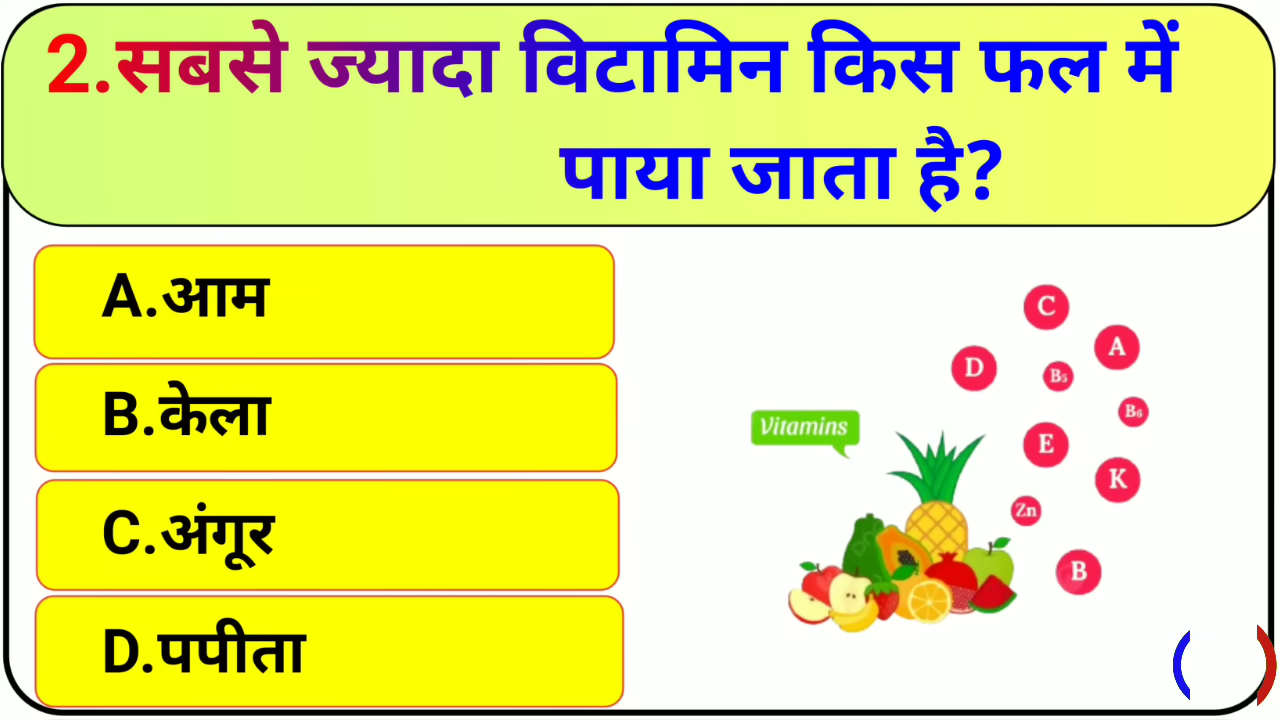 2.सबसे ज्यादा विटामिन किस फल में
पाया जाता है?
A.आम
B.केला
C.अंगूर
D.पपीता
Vitamins
C
A
D
B5
B6
E
K
Zn
B